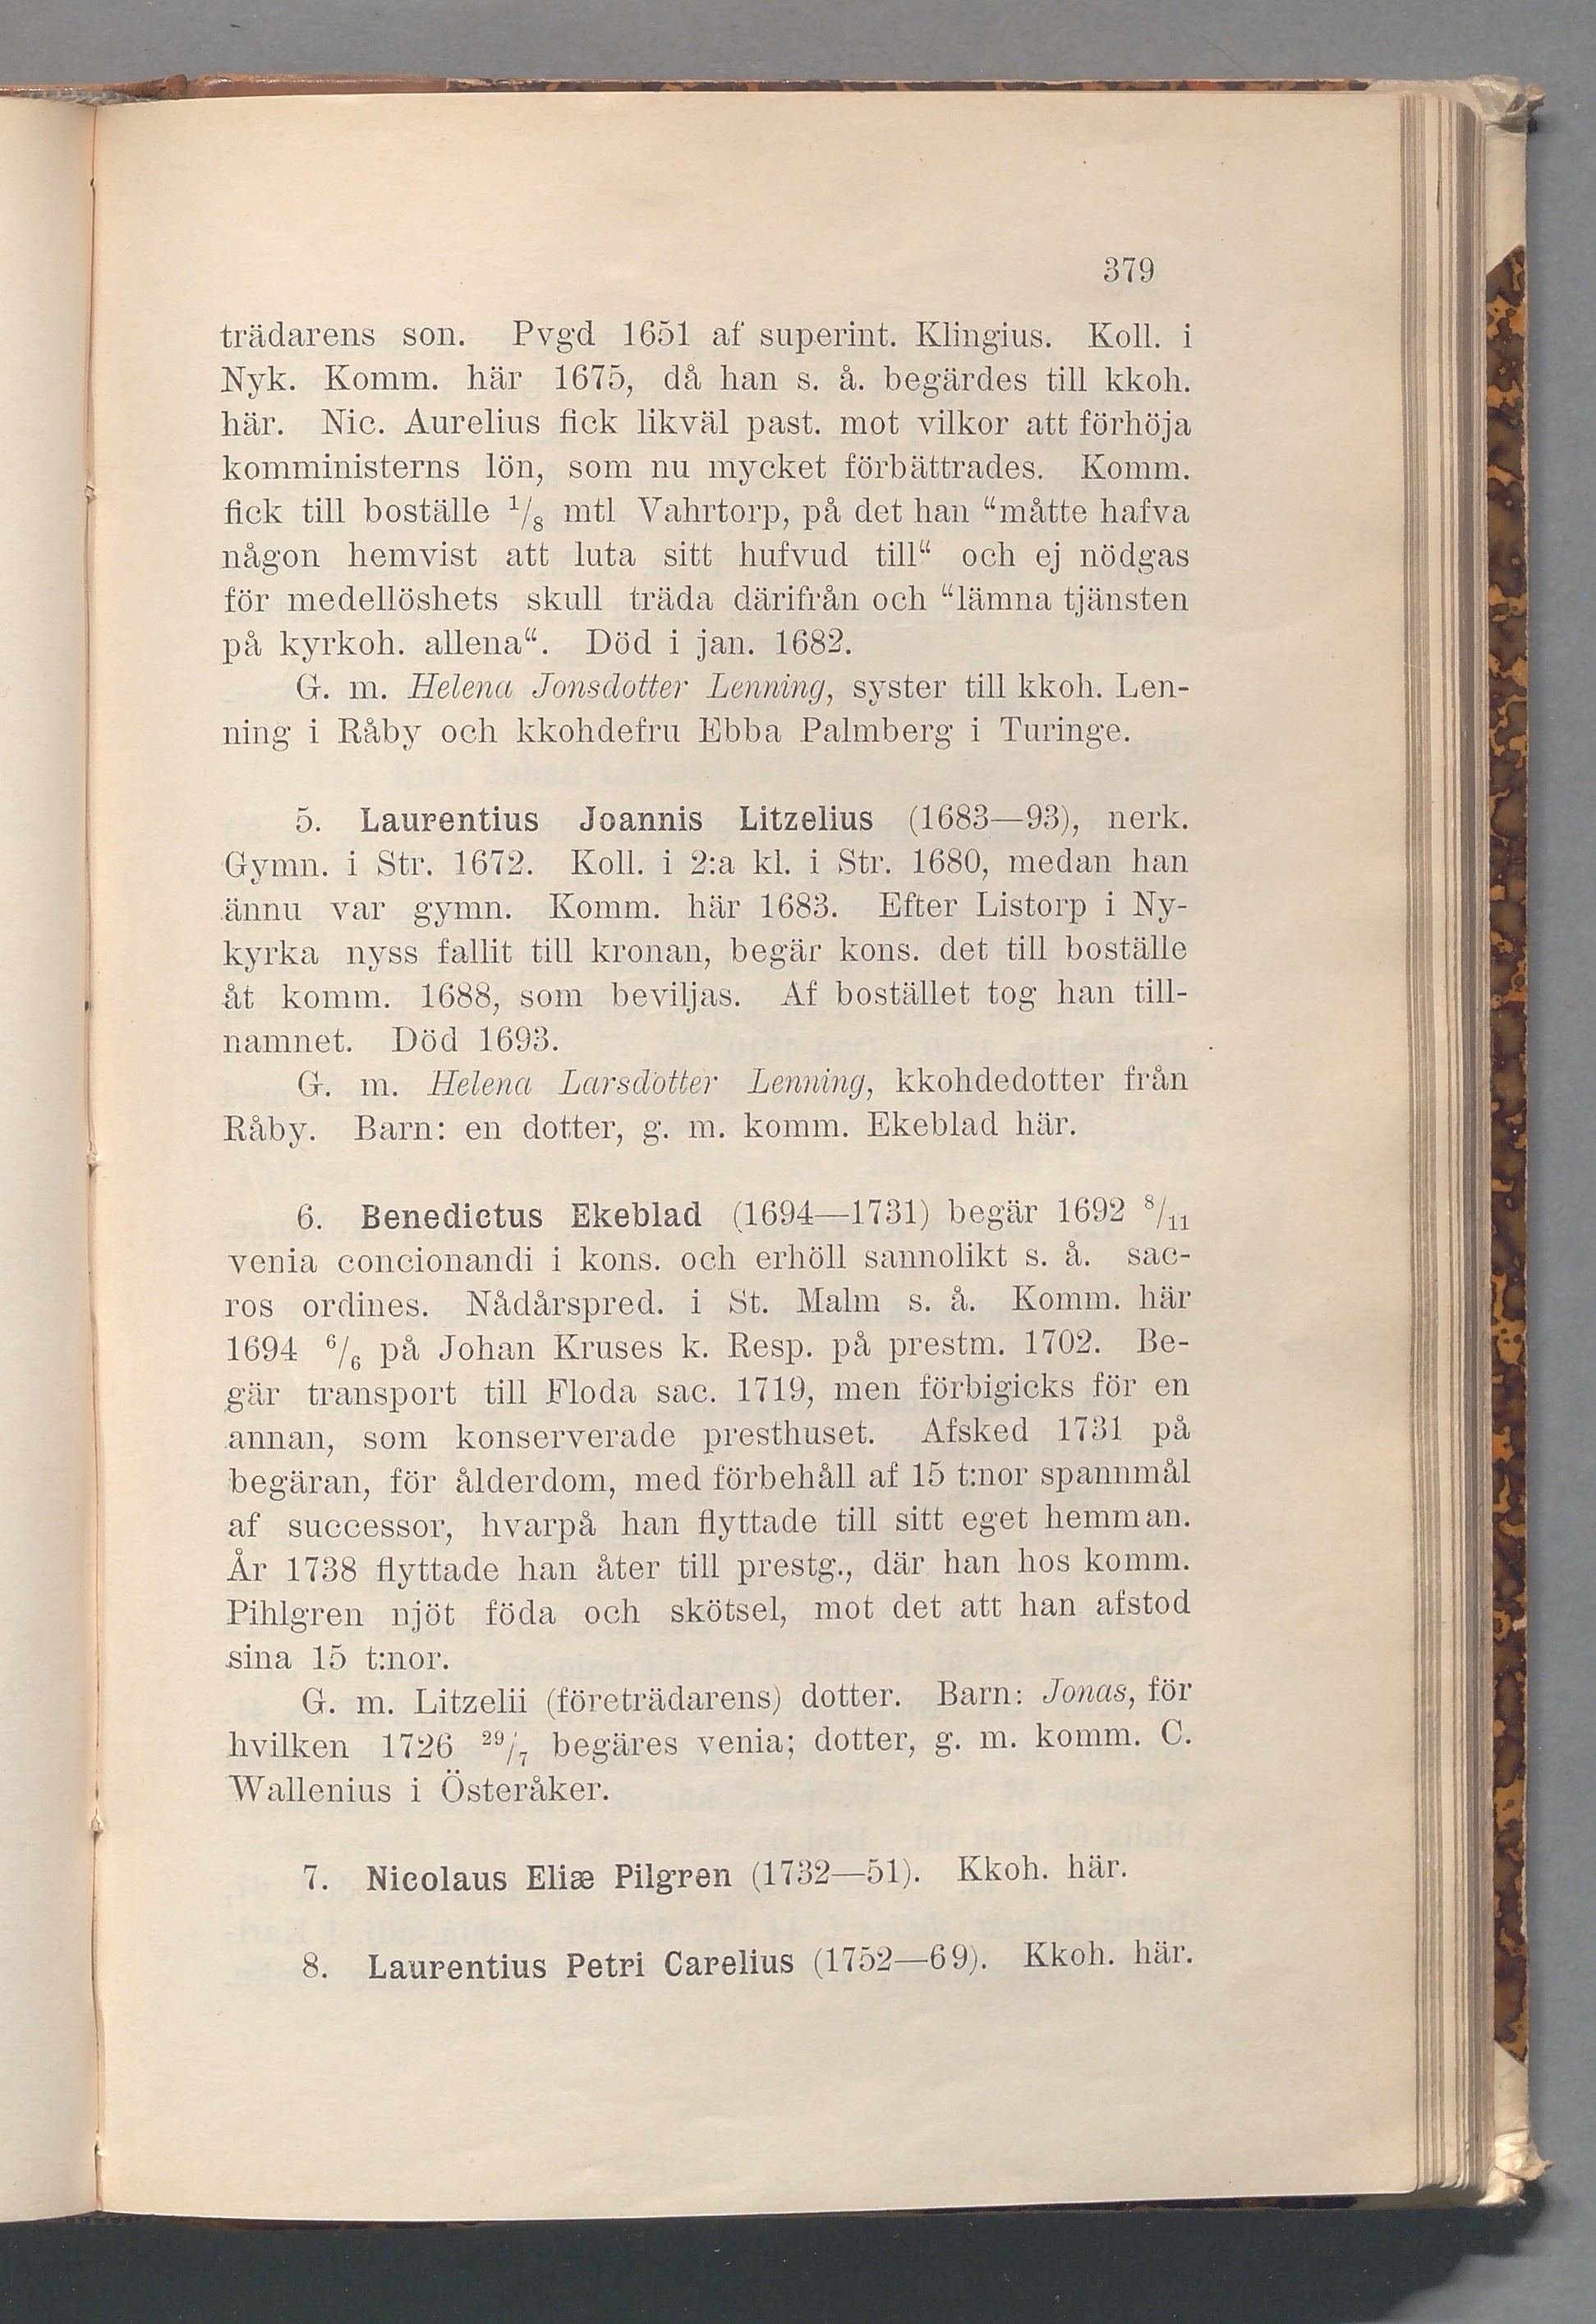 379
trädarens son. Pvgd 1651 af superint. Klingius. Koll. i
Nyk. Komm. här 1675, då han s. å. begärdes till kkoh.
här. Nic. Aurelius fick likväl past. mot vilkor att förhöja
komministerns lön, som nu mycket förbättrades. Komm.
fick till boställe 1/8 mtl Vahrtorp, på det han “måtte hafva
någon hemvist att luta sitt hufvud till“ och ej nödgas
för medellöshets skull träda därifrån och “lämna tjänsten
på kyrkoh. allena“. Död i jan. 1682.
G. m. Helena Jonsdotter Lenning, syster till kkoh. Len-
ning i Råby och kkohdefru Ebba Palmberg i Turinge.
5. Laurentius Joannis Litzelius (1683—93), nerk.
Gymn. i Str. 1672. Koll. i 2:a kl. i Str. 1680, medan han
ännu var gymn. Komm. här 1683. Efter Listorp i Ny-
kyrka nyss fallit till kronan, begär kons. det till boställe
åt komm. 1688, som beviljas. Af bostället tog han till-
namnet. Död 1693.
G. m. Helena Larsdotter Lenning, kkohdedotter från
Råby. Barn: en dotter, g. m. komm. Ekeblad här.
6. Benedictus Ekeblad (1694—1731) begär 1692 8/11
venia concionandi i kons. och erhöll sannolikt s. å. sac-
ros ordines. Nådårspred. i St. Malm s. å. Komm. här
1694 6/6 på Johan Kruses k. Resp. på prestm. 1702. Be-
gär transport till Floda sac. 1719, men förbigicks för en
annan, som konserverade presthuset. Afsked 1731 på
begäran, för ålderdom, med förbehåll af 15 t:nor spannmål
af successor, hvarpå han flyttade till sitt eget hemman.
År 1738 flyttade han åter till prestg., där han hos komm.
Pihlgren njöt föda och skötsel, mot det att han afstod
sina 15 t:nor.
G. m. Litzelii (företrädarens) dotter. Barn: Jonas, för
hvilken 1726 29/7 begäres venia; dotter, g. m. komm. C.
Wallenius i Österåker.
7. Nicolaus Eliæ Pilgren (1732—51). Kkoh. här.
8. Laurentius Petri Carelius (1752—69). Kkoh. här.